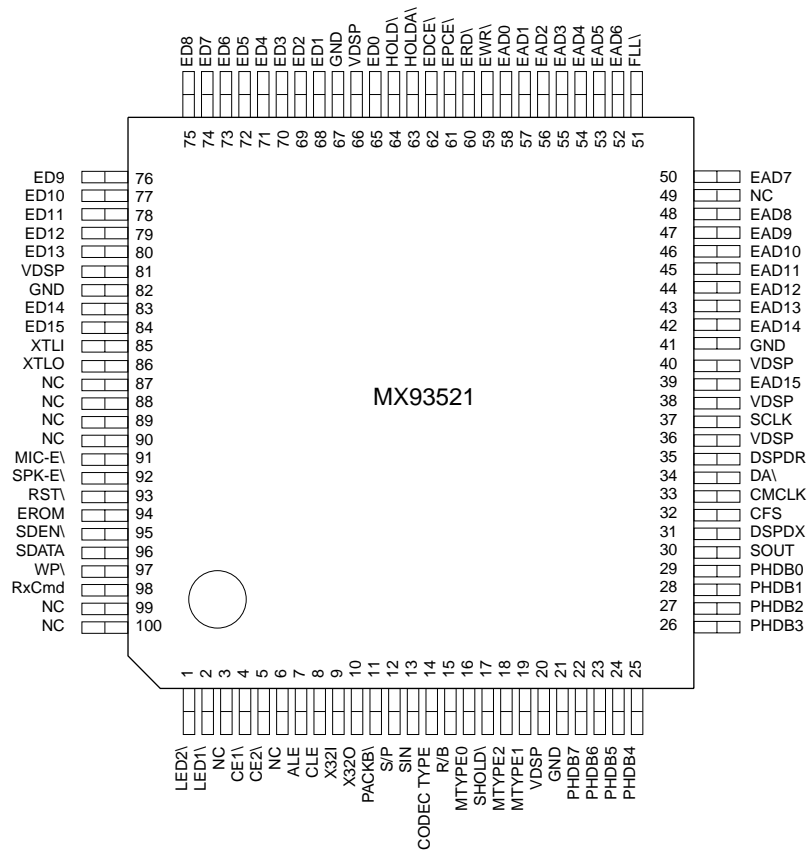 ED8 ED7 ED6 ED5 ED4 ED3 ED2 ED1 GND VDSP ED0 HOLD\ HOLDA\ EDCE\ EPCE\ ERD\ EWR\ EAD0 EAD1 EAD2 EAD3 EAD4 EAD5 EAD6 FLL\
75 74 73 72 71 70 69 68 67 66 65 64 63 62 61 60 59 58 57 56 55 54 53 52 51
ED9 76 50 EAD7
ED10 77 49 NC
ED11 78 48 EAD8
ED12 79 47 EAD9
ED13 80 46 EAD10
VDSP 81 45 EAD11
GND 82 44 EAD12
ED14 83 43 EAD13
ED15 84 42 EAD14
XTLI 85 41 GND
XTLO 86 40 VDSP
NC 87 39 EAD15
NC 88 MX93521 38 VDSP
NC 89 37 SCLK
NC 90 36 VDSP
MIC-E\ 91 35 DSPDR
SPK-E\ 92 34 DA\
RST\ 93 33 CMCLK
EROM 94 32 CFS
SDEN\ 95 31 DSPDX
SDATA 96 30 SOUT
WP\ 97 29 PHDB0
RxCmd 98 28 PHDB1
NC 99 27 PHDB2
NC 100 26 PHDB3
1 2 3 4 5 6 7 8 9 10 11 12 13 14 15 16 17 18 19 20 21 22 23 24 25
LED2\ LED1\ NC CE1\ CE2\ NC ALE CLE X32I X32O PACKB\ S/P SIN CODEC TYPE R/B MTYPE0 SHOLD\ MTYPE2 MTYPE1 VDSP GND PHDB7 PHDB6 PHDB5 PHDB4